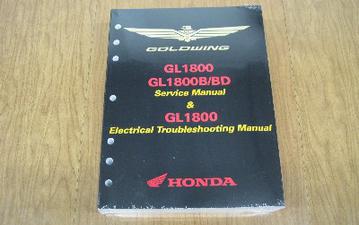 GOLDWING
GL1800
GL1800B/BD
Service Manual
&
GL1800
Electrical Troubleshooting Manual
HONDA